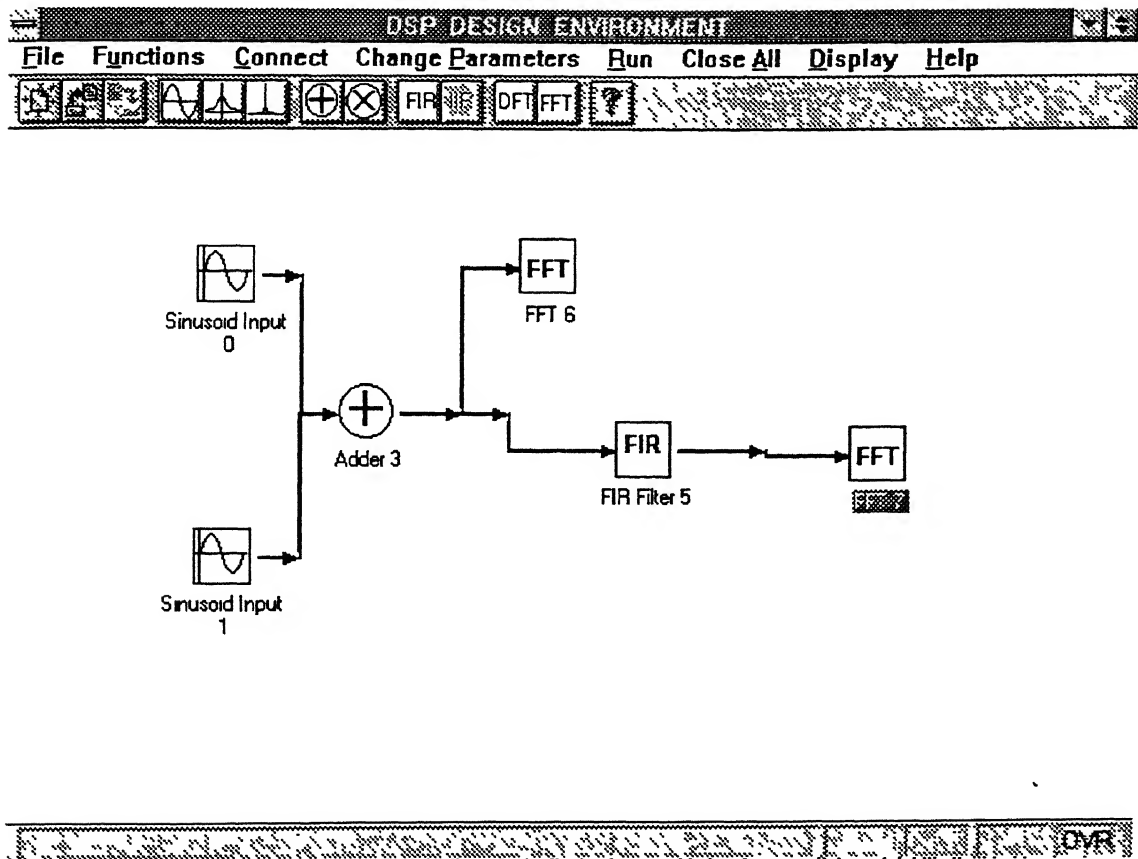 DSP DESIGN ENVIRONMENT
File Functions Connect Change Parameters Run Close All Display Help
FIR IIR DFT FFT ?
FFT
FFT 6
Sinusoid Input
0
Adder 3
FIR
FIR Filter 5
FFT
Sinusoid Input
1
OVR